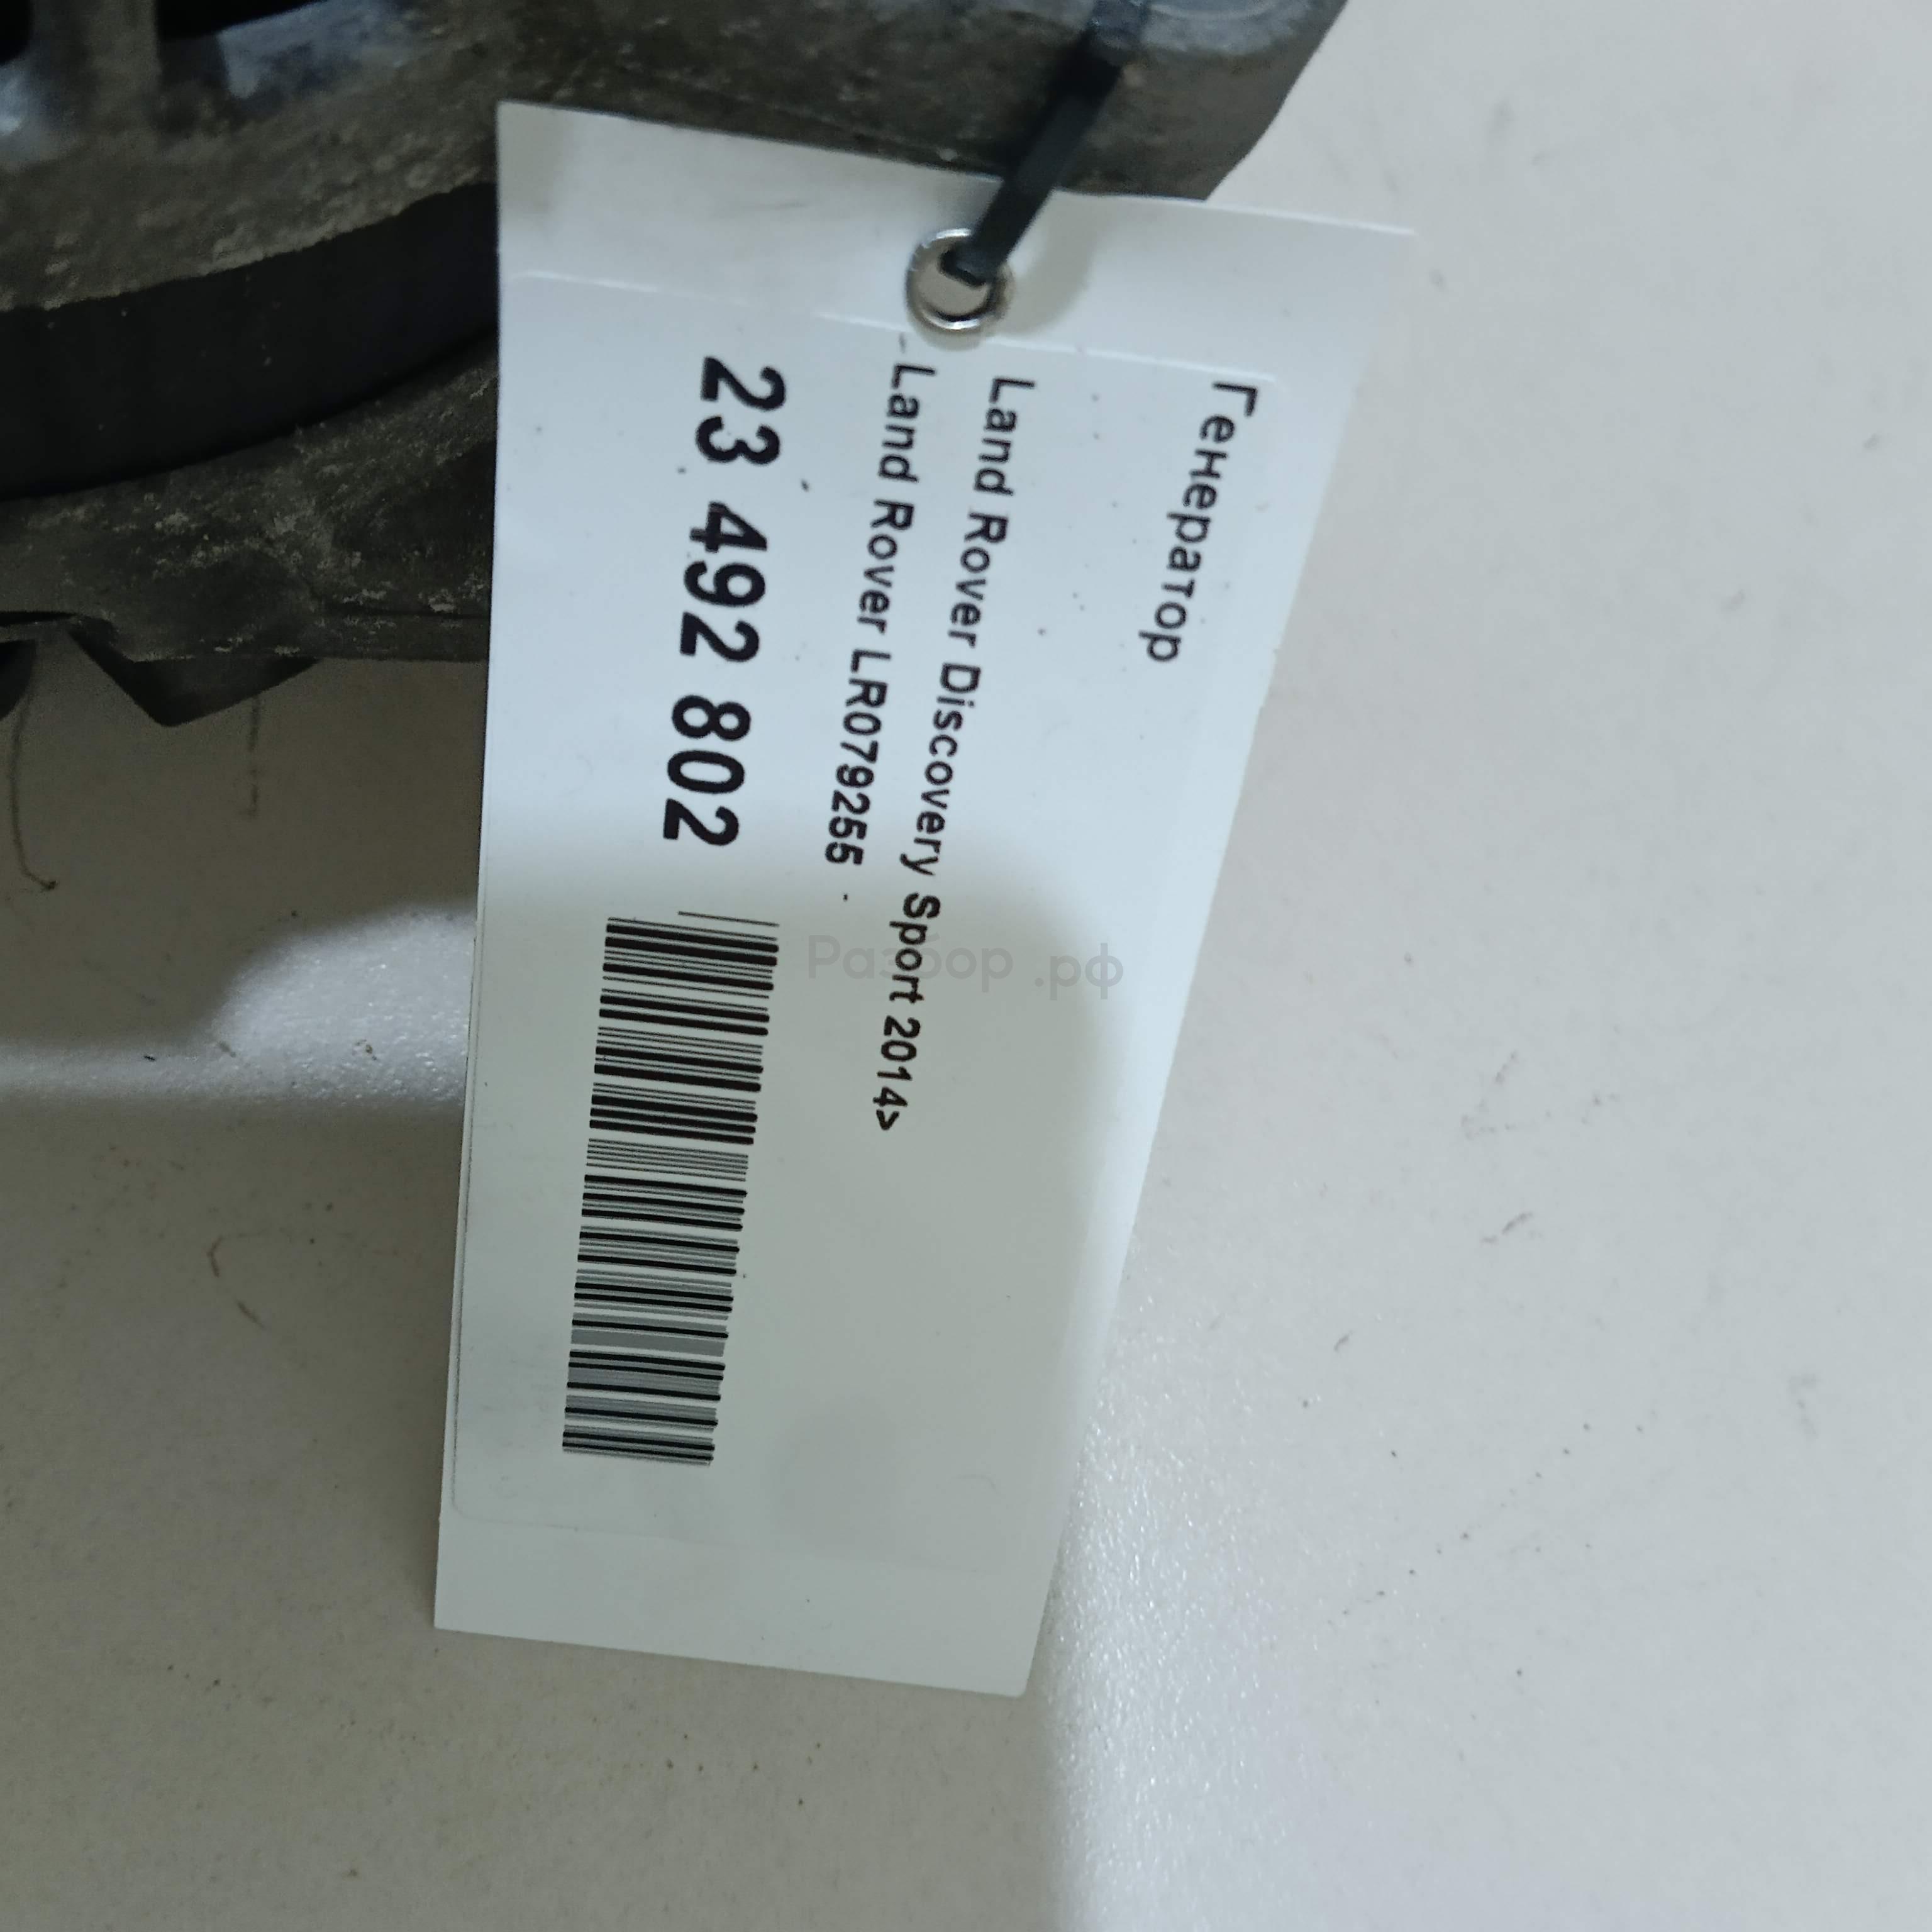 Генератор
Land Rover Discovery Sport 2014>
Land Rover LR079255
23 492 802
Разбор.рф